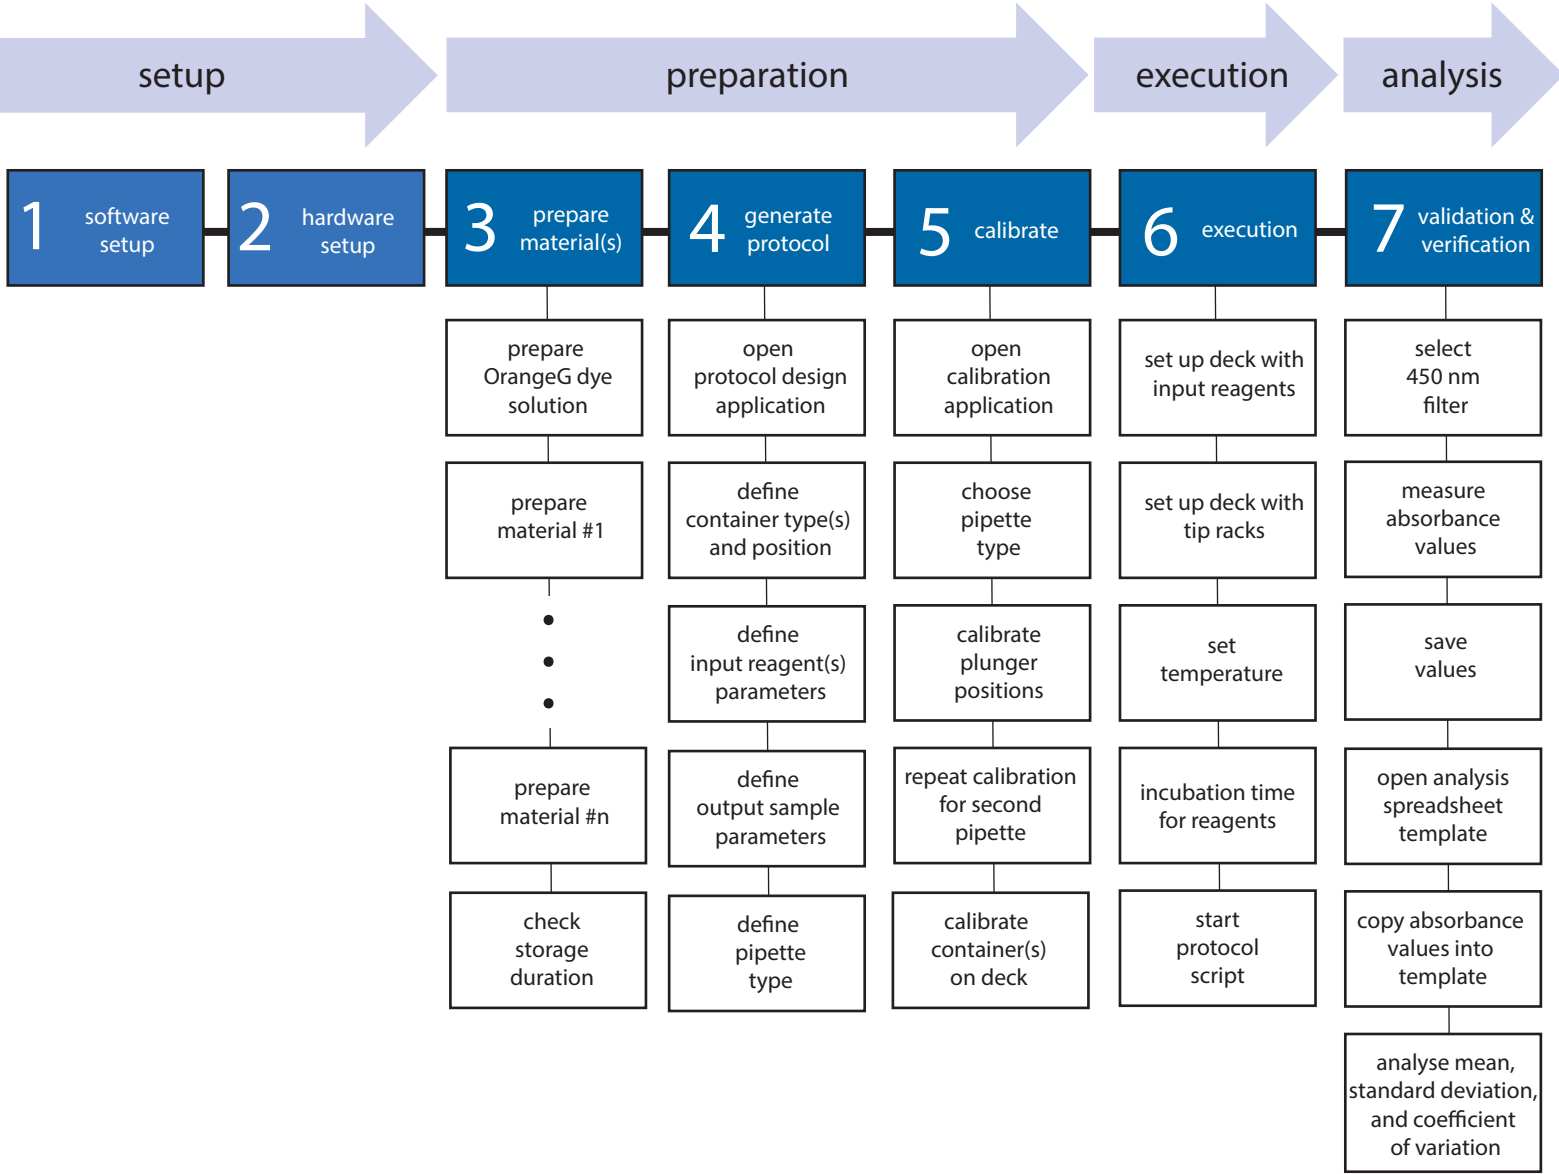 setup
preparation
execution
analysis
1
software
setup
2
hardware
setup
3
prepare
material(s)
4
generate
protocol
5
calibrate
6
execution
7
validation &
verification
prepare
OrangeG dye
solution
prepare
material #1
prepare
material #n
check
storage
duration
open
protocol design
application
define
container type(s)
and position
define
input reagent(s)
parameters
define
output sample
parameters
define
pipette
type
open
calibration
application
choose
pipette
type
calibrate
plunger
positions
repeat calibration
for second
pipette
calibrate
container(s)
on deck
set up deck with
input reagents
set up deck with
tip racks
set
temperature
incubation time
for reagents
start
protocol
script
select
450 nm
filter
measure
absorbance
values
save
values
open analysis
spreadsheet
template
copy absorbance
values into
template
analyse mean,
standard deviation,
and coefficient
of variation